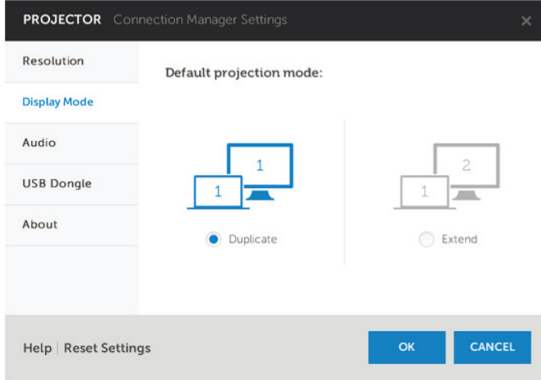 PROJECTOR Connection Manager Settings
Resolution
Default projection mode:
Display Mode
Audio
USB Dongle
About
1
1
2
1
Duplicate
Extend
Help | Reset Settings
OK
CANCEL